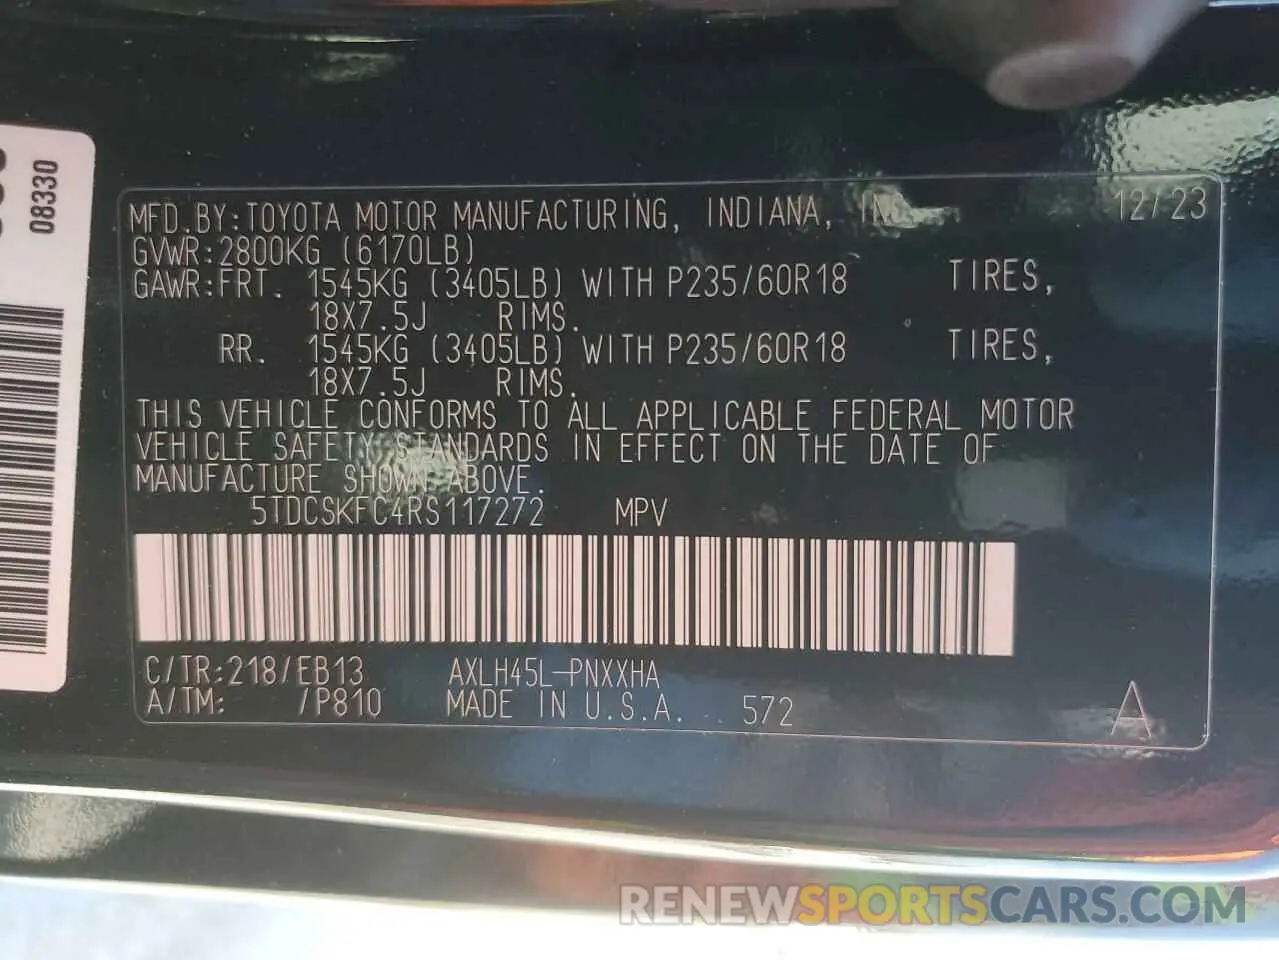 08330
MFD.BY:TOYOTA MOTOR MANUFACTURING, INDIANA, INC. 12/23
GVWR:2800KG (6170LB)
GAWR:FRT. 1545KG (3405LB) WITH P235/60R18 TIRES,
18X7.5J RIMS.
RR. 1545KG (3405LB) WITH P235/60R18 TIRES,
18X7.5J RIMS.
THIS VEHICLE CONFORMS TO ALL APPLICABLE FEDERAL MOTOR
VEHICLE SAFETY STANDARDS IN EFFECT ON THE DATE OF
MANUFACTURE SHOWN ABOVE.
5TDCSKFC4RS117272 MPV
C/TR:218/EB13 AXLH45L-PNXXHA
A/TM: /P810 MADE IN U.S.A. 572 A
RENEWSPORTSCARS.COM